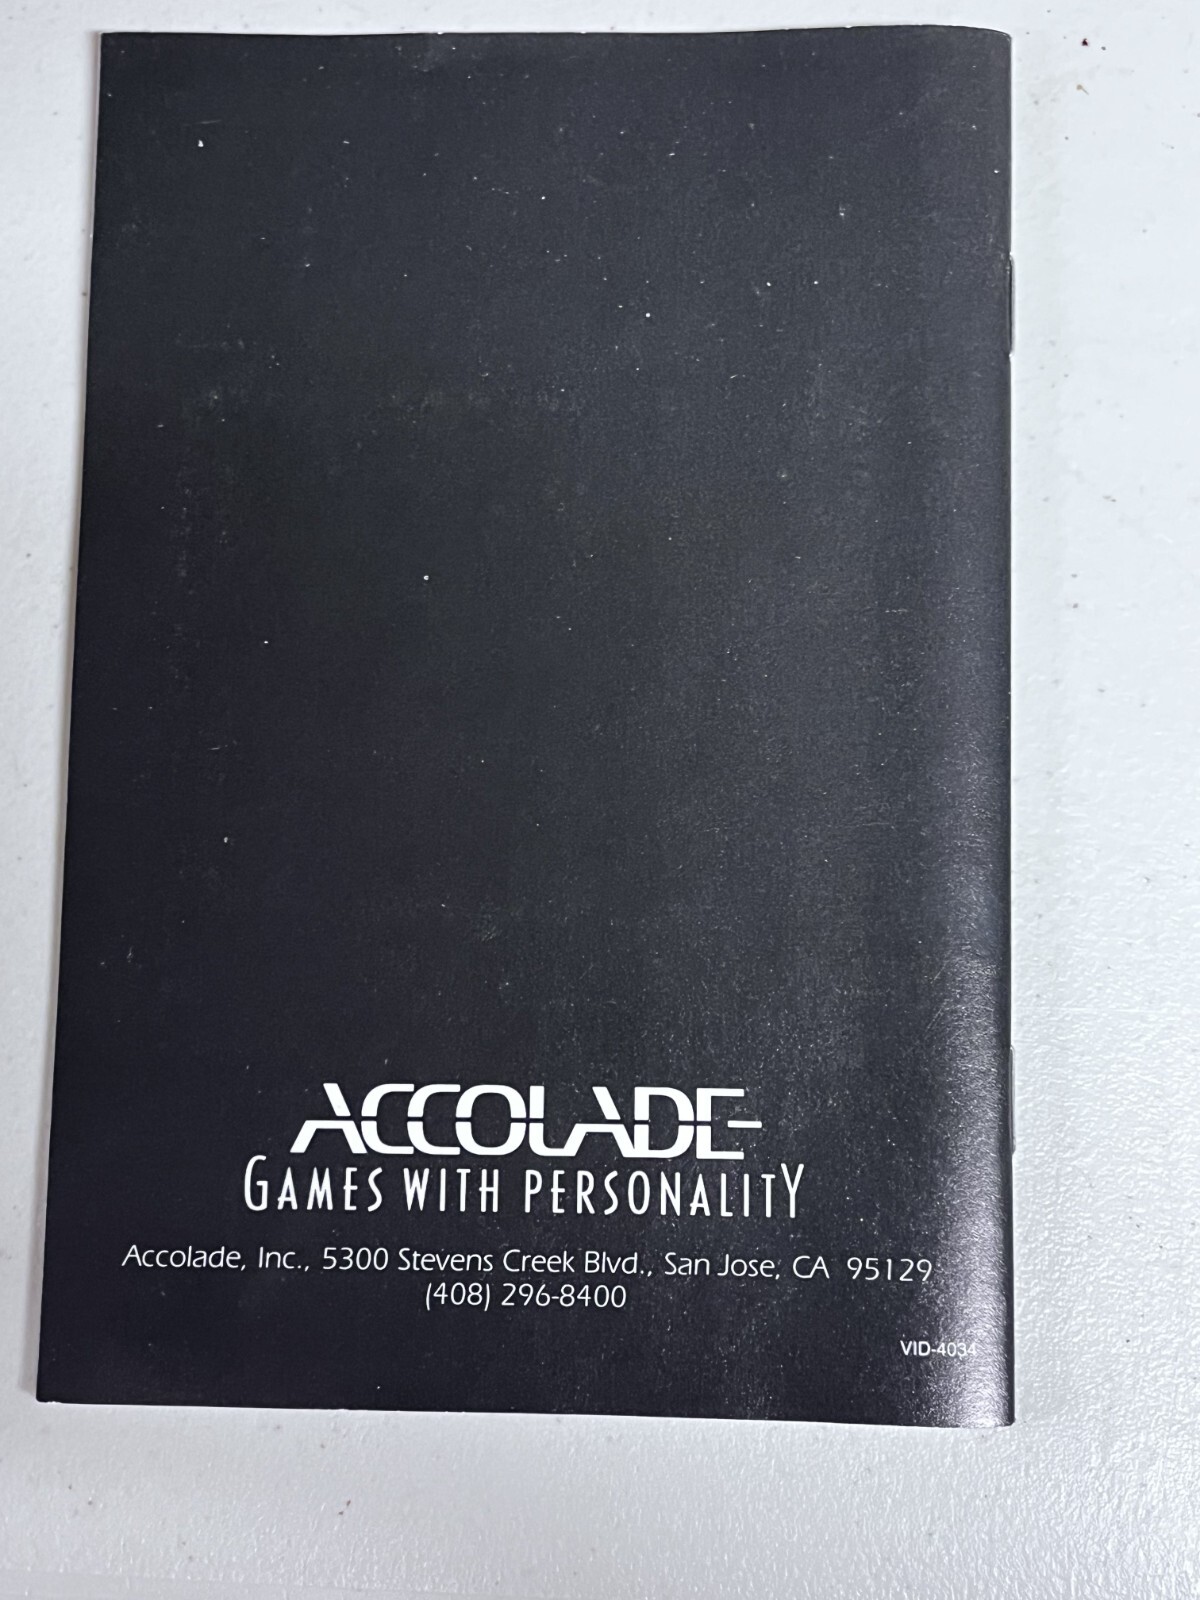 ACCOLADE
GAMES WITH PERSONALITY
Accolade, Inc., 5300 Stevens Creek Blvd., San Jose, CA 95129
(408) 296-8400
VID-4034